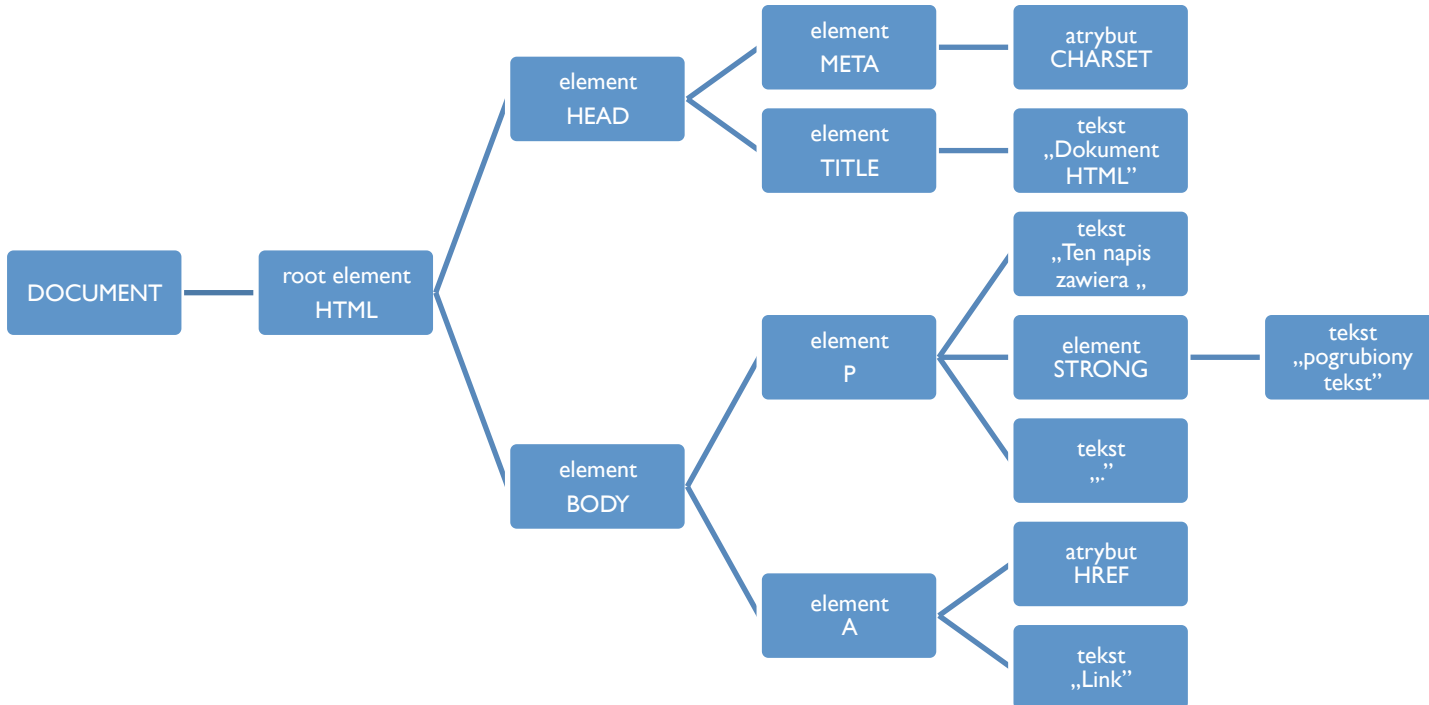 DOCUMENT
root element
HTML
element
HEAD
element
META
atrybut
CHARSET
element
TITLE
tekst
„Dokument
HTML”
element
BODY
element
P
tekst
„Ten napis
zawiera „
element
STRONG
tekst
„pogrubiony
tekst”
tekst
„.”
element
A
atrybut
HREF
tekst
„Link”